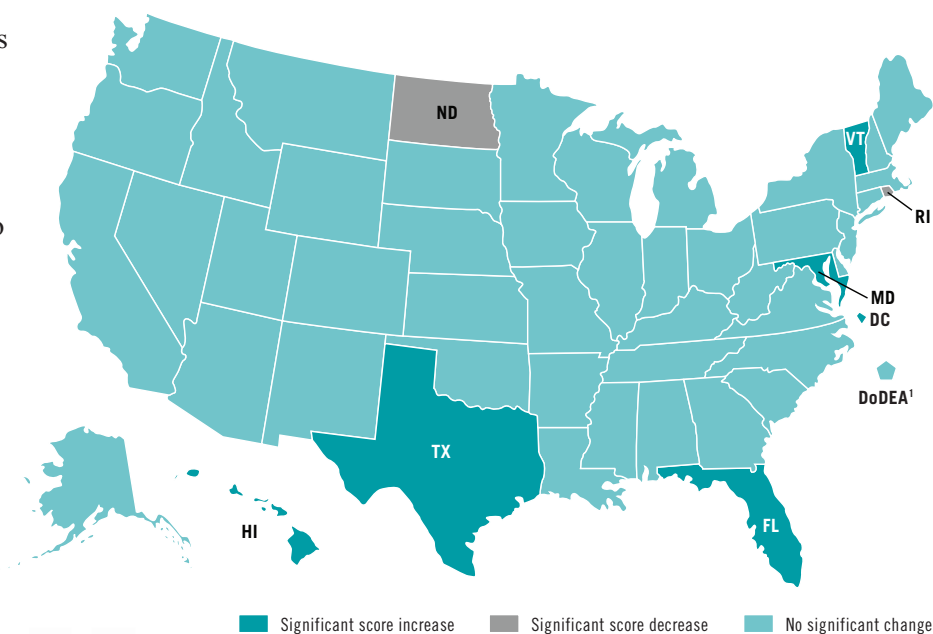 s
ND
VT
RI
MD
DC
DoDEA¹
TX
HI
FL
Significant score increase
Significant score decrease
No significant change